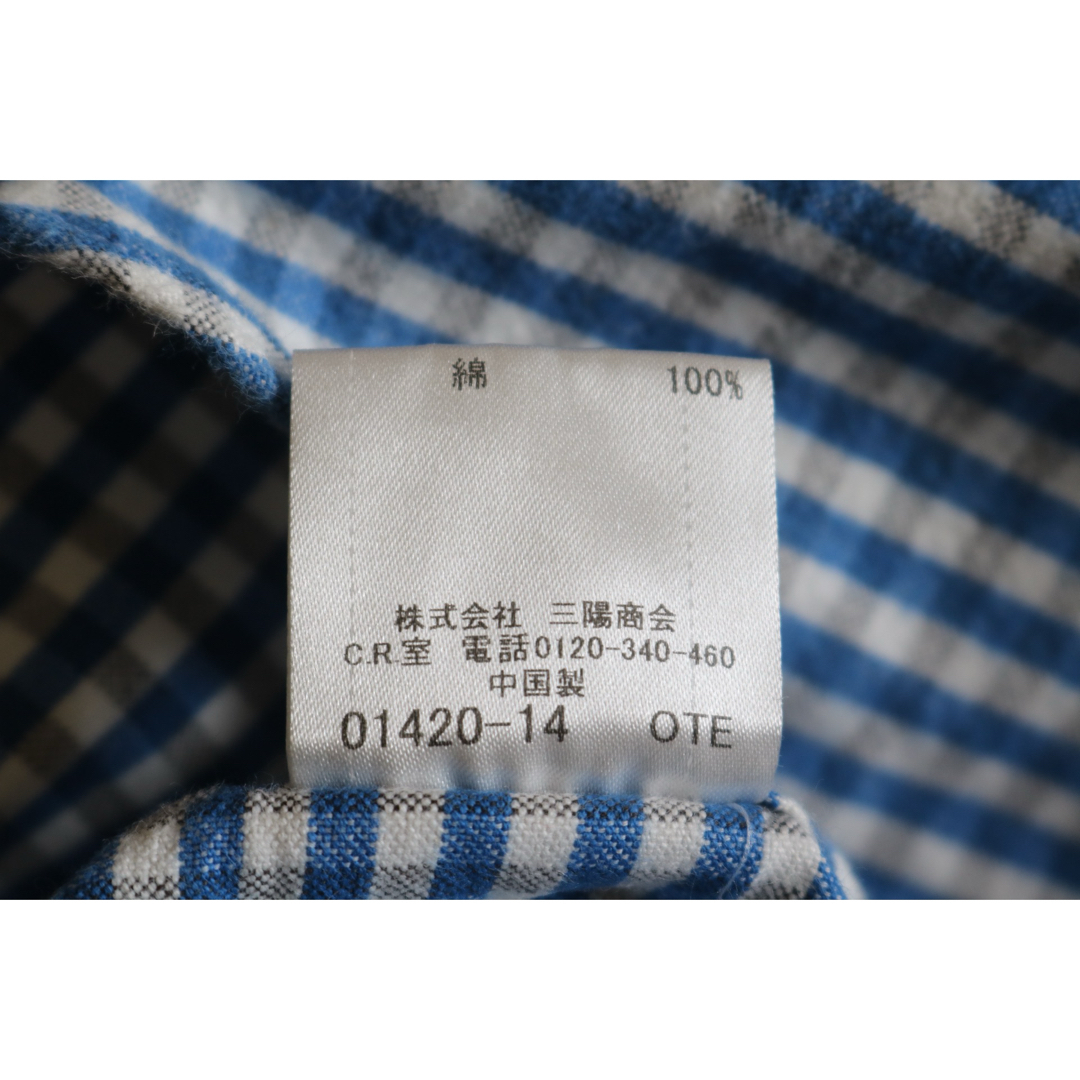 綿 100%
株式会社 三陽商会
C.R.室 電話0120-340-460
中国製
01420-14 OTE